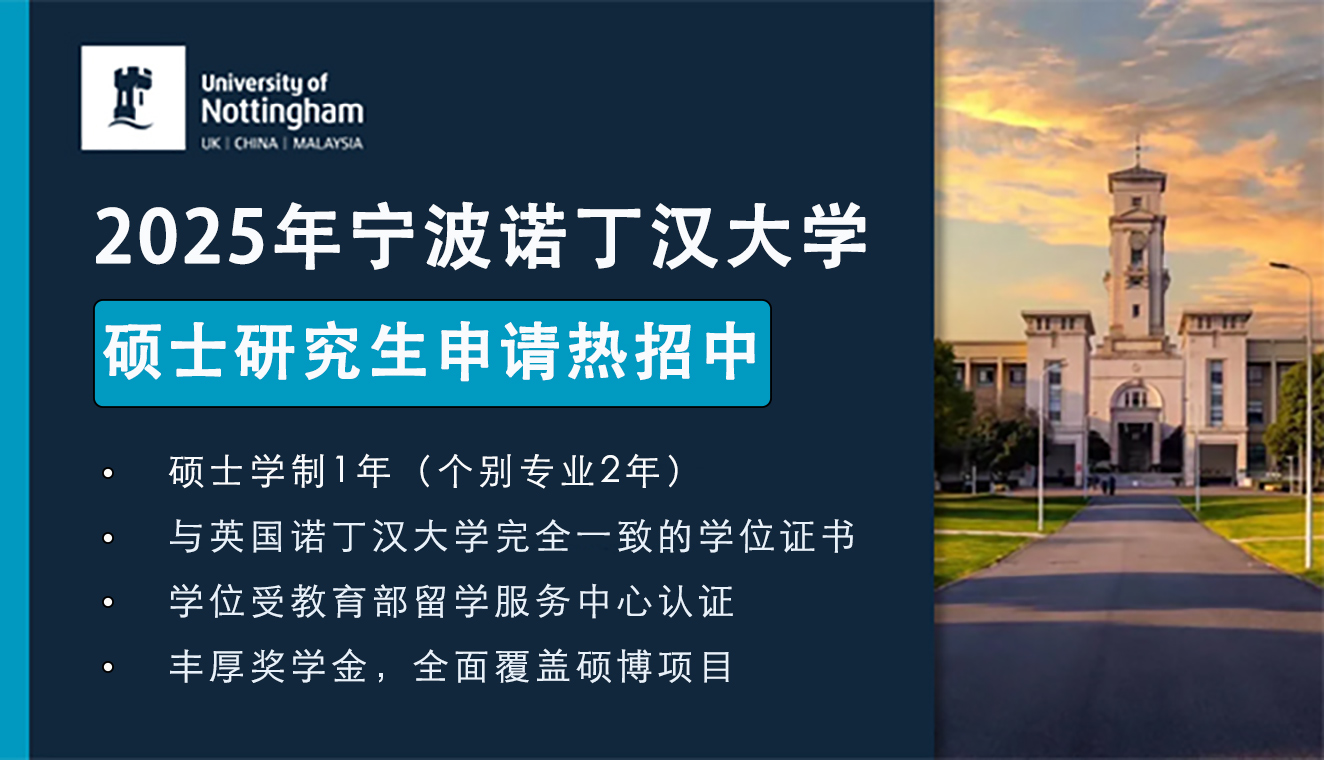 University of
Nottingham
UK | CHINA | MALAYSIA
2025年宁波诺丁汉大学
硕士研究生申请热招中
• 硕士学制1年（个别专业2年）
• 与英国诺丁汉大学完全一致的学位证书
• 学位受教育部留学服务中心认证
• 丰厚奖学金，全面覆盖硕博项目